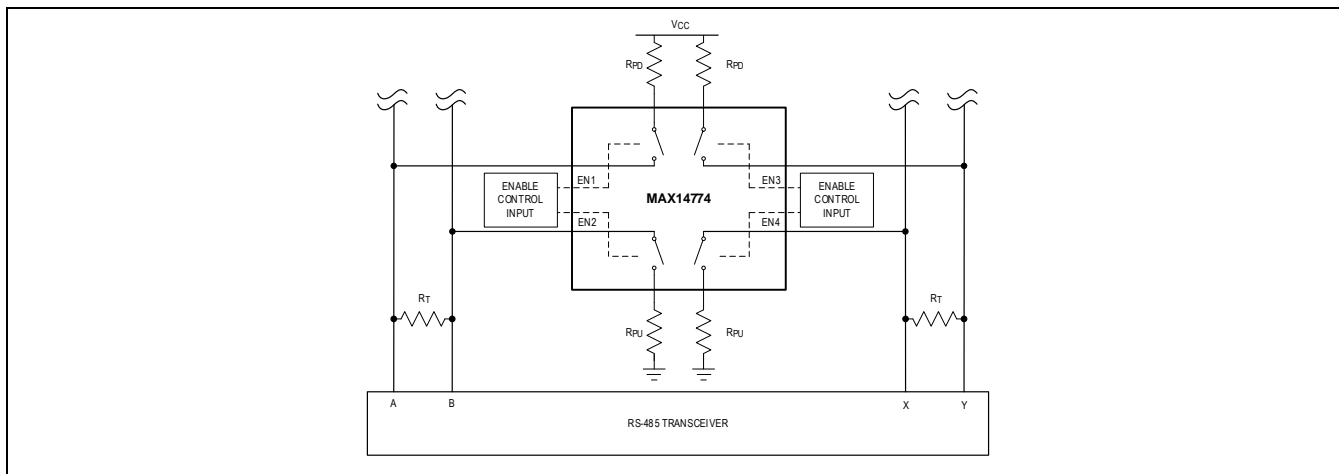 VCC
RPD RPD
EN1 EN3
ENABLE CONTROL INPUT
MAX14774
ENABLE CONTROL INPUT
EN2 EN4
RT RT
RPU RPU
A B X Y
RS-485 TRANSCEIVER